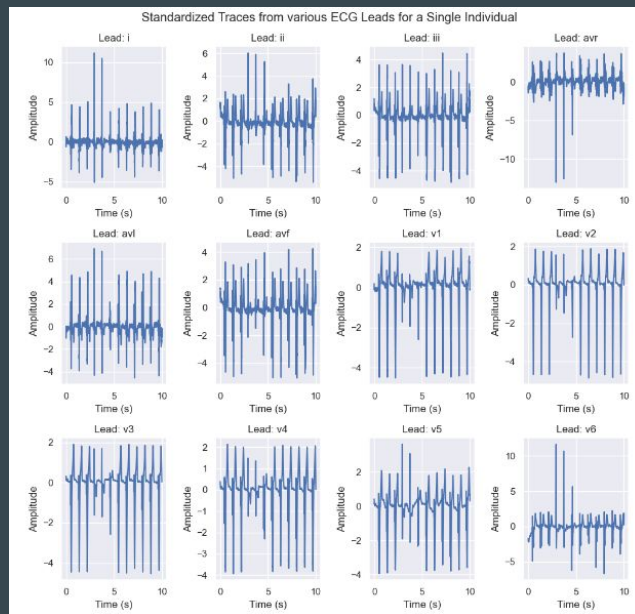 Standardized Traces from various ECG Leads for a Single Individual
Lead: i
Lead: ii
Lead: iii
Lead: avr
10
5
0
−5
6
4
2
0
−2
−4
4
2
0
−2
−4
0
−5
−10
Amplitude
Amplitude
Amplitude
Amplitude
0 5 10
0 5 10
0 5 10
0 5 10
Time (s)
Time (s)
Time (s)
Time (s)
Lead: avl
Lead: avf
Lead: v1
Lead: v2
6
4
2
0
−2
−4
4
2
0
−2
−4
2
0
−2
−4
2
0
−2
−4
Amplitude
Amplitude
Amplitude
Amplitude
0 5 10
0 5 10
0 5 10
0 5 10
Time (s)
Time (s)
Time (s)
Time (s)
Lead: v3
Lead: v4
Lead: v5
Lead: v6
2
0
−2
−4
2
1
0
−1
−2
−3
−4
2
0
−2
−4
10
5
0
−5
Amplitude
Amplitude
Amplitude
Amplitude
0 5 10
0 5 10
0 5 10
0 5 10
Time (s)
Time (s)
Time (s)
Time (s)